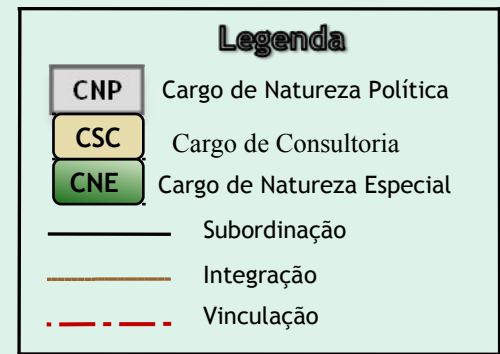 Legenda
CNP Cargo de Natureza Política
CSC Cargo de Consultoria
CNE Cargo de Natureza Especial
Subordinação
Integração
Vinculação